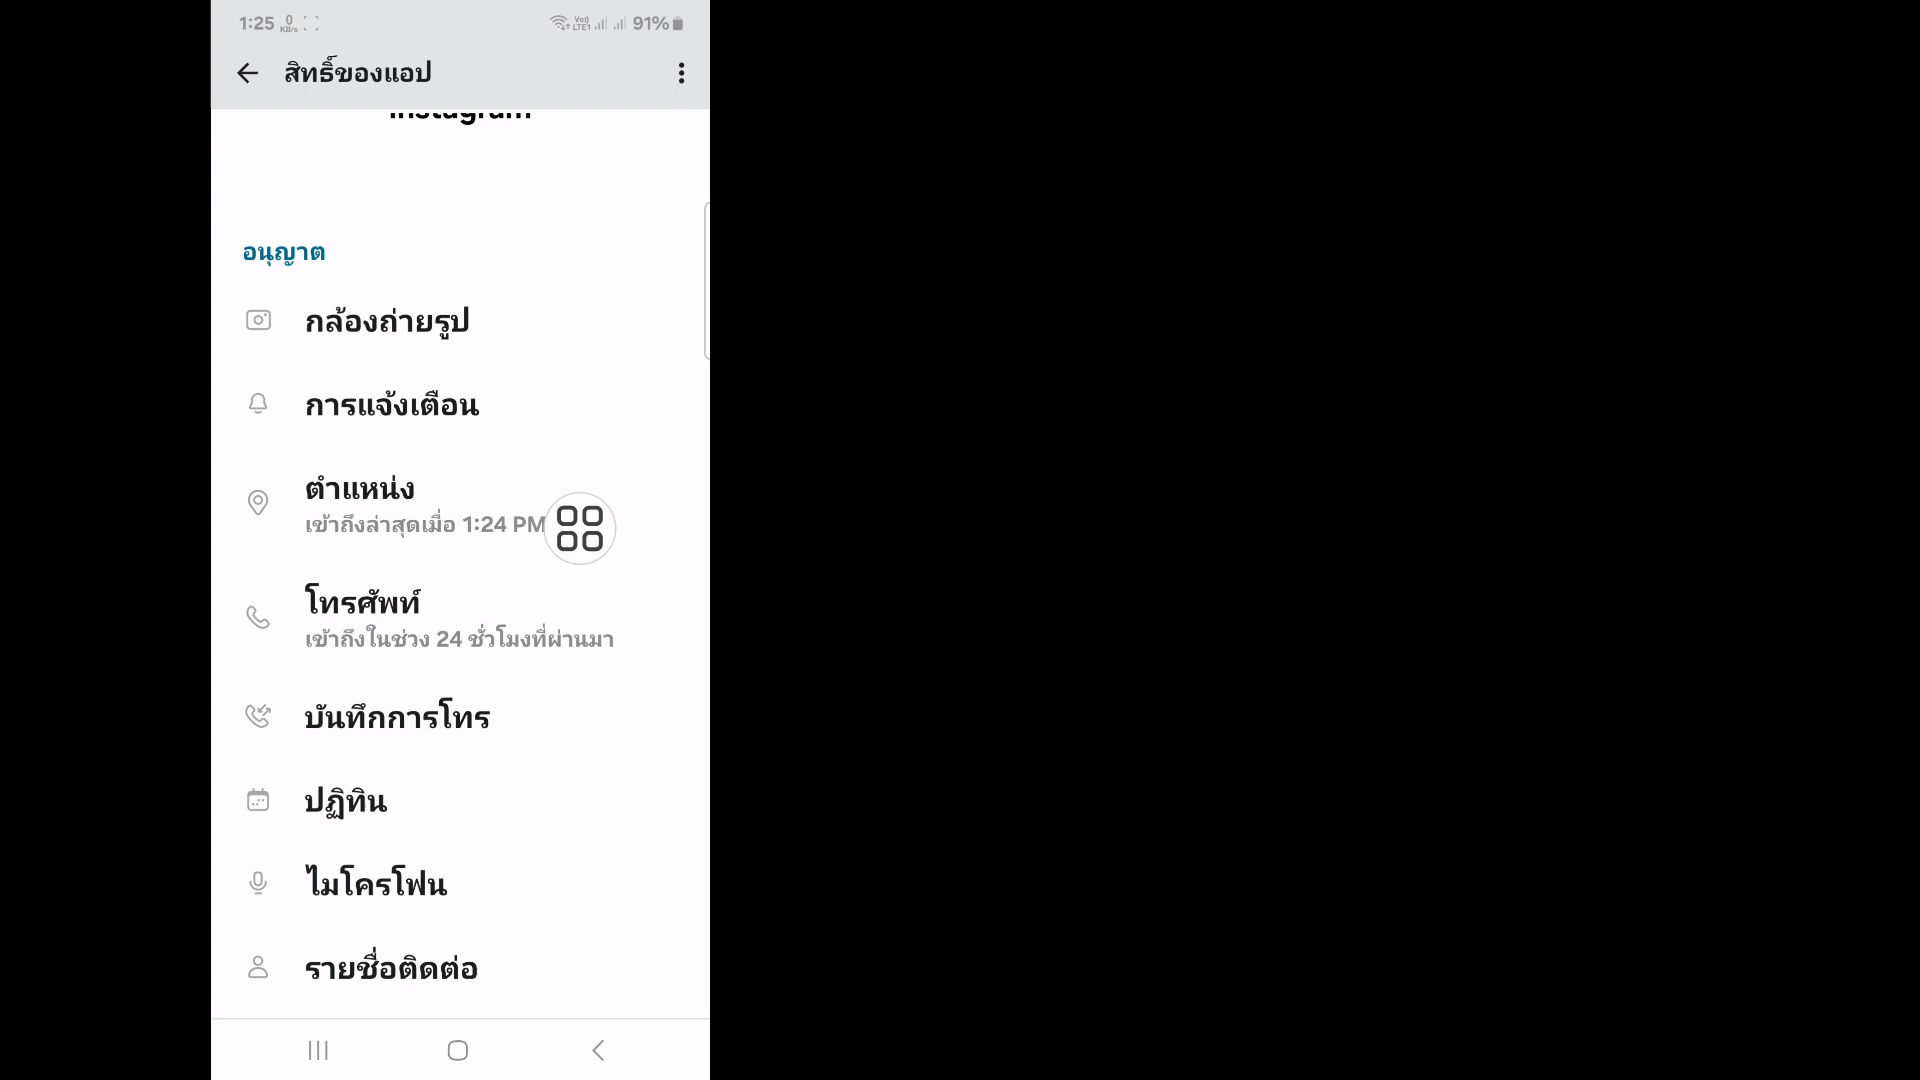 1:25 0 KB/s Vo)) LTE1 91%
สิทธิ์ของแอป
Instagram
อนุญาต
กล้องถ่ายรูป
การแจ้งเตือน
ตำแหน่ง
เข้าถึงล่าสุดเมื่อ 1:24 PM
โทรศัพท์
เข้าถึงในช่วง 24 ชั่วโมงที่ผ่านมา
บันทึกการโทร
ปฏิทิน
ไมโครโฟน
รายชื่อติดต่อ